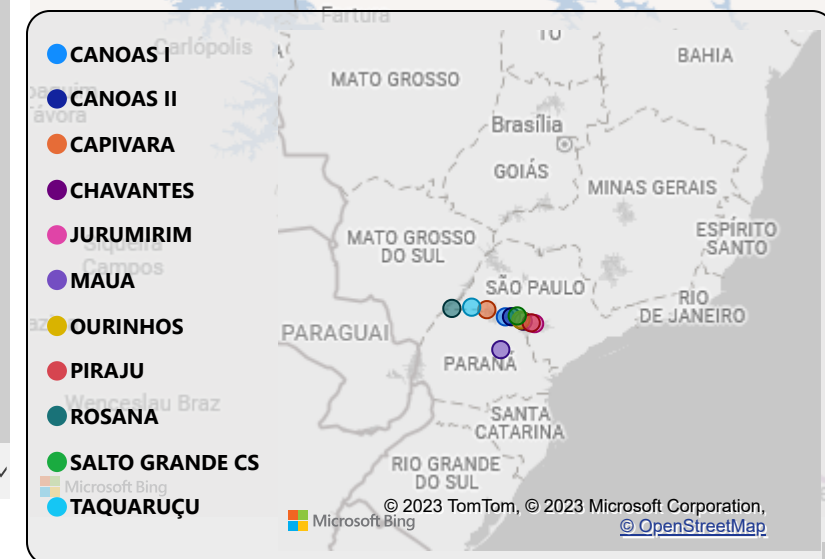 Fartura
Carlópolis
CANOAS I
CANOAS II
CAPIVARA
CHAVANTES
JURUMIRIM
Siqueira
Campos
MAUA
OURINHOS
PIRAJU
Wenceslau Braz
ROSANA
SALTO GRANDE CS
Microsoft Bing
TAQUARUÇU
TO
BAHIA
MATO GROSSO
Brasília
GOIÁS
MINAS GERAIS
ESPÍRITO
SANTO
MATO GROSSO
DO SUL
SÃO PAULO
RIO
DE JANEIRO
PARAGUAI
PARANÁ
SANTA
CATARINA
RIO GRANDE
DO SUL
Microsoft Bing
© 2023 TomTom, © 2023 Microsoft Corporation,
© OpenStreetMap